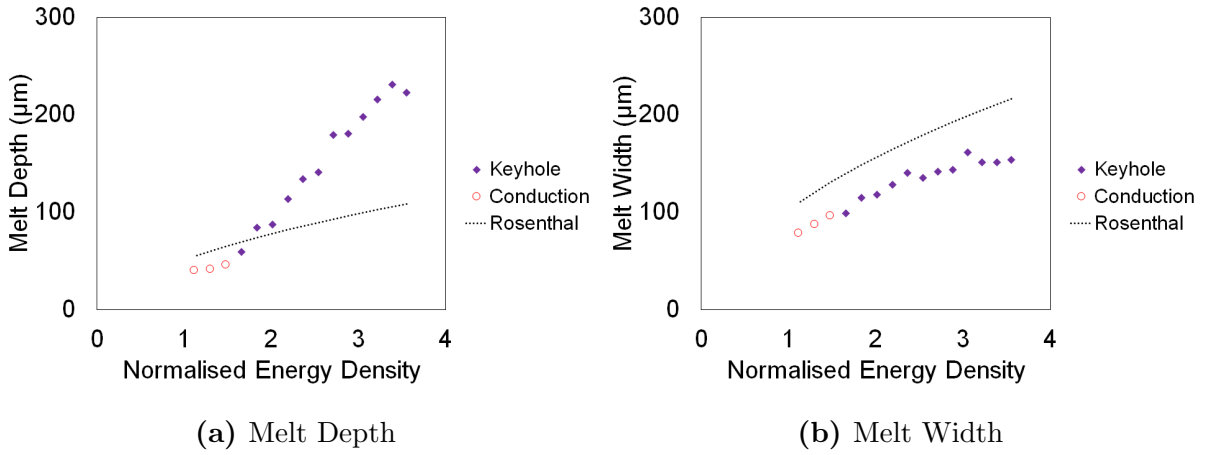 300
200
100
0
Melt Depth (µm)
0 1 2 3 4
Normalised Energy Density
Keyhole
Conduction
Rosenthal
(a) Melt Depth
300
200
100
0
Melt Width (µm)
0 1 2 3 4
Normalised Energy Density
Keyhole
Conduction
Rosenthal
(b) Melt Width